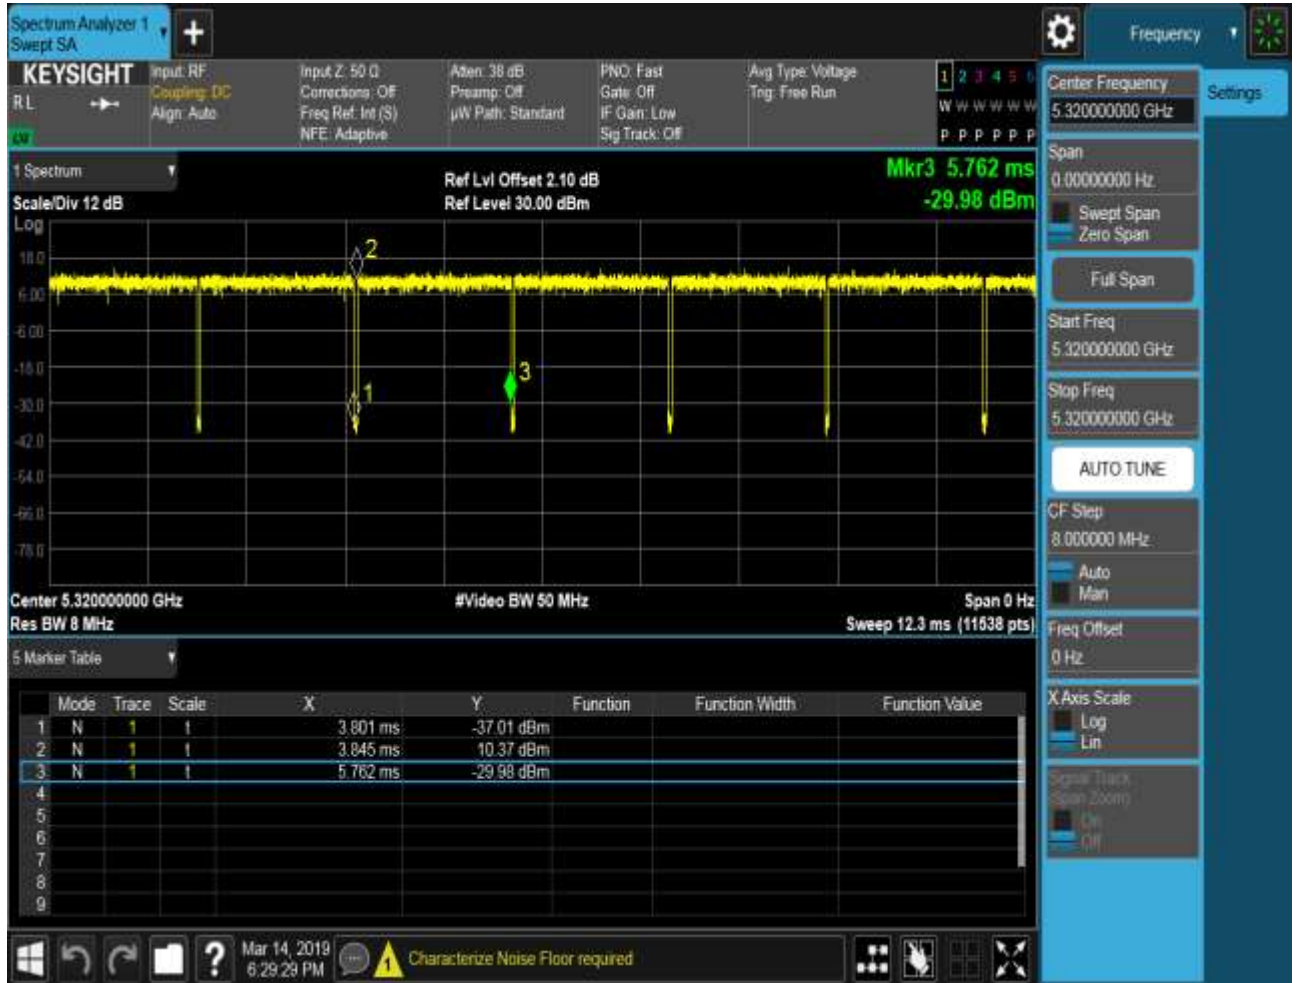 Spectrum Analyzer 1
Swept SA
+
Frequency
KEYSIGHT
RL
Input: RF
Coupling: DC
Align: Auto
Input Z: 50 Ω
Corrections: Off
Freq Ref: Int (S)
NFE: Adaptive
Atten: 38 dB
Preamp: Off
µW Path: Standard
PNO: Fast
Gate: Off
IF Gain: Low
Sig Track: Off
Avg Type: Voltage
Trig: Free Run
1 2 3 4 5 6
W W W W W W
P P P P P P
Center Frequency
5.320000000 GHz
Settings
Span
0.00000000 Hz
Swept Span
Zero Span
Full Span
Start Freq
5.320000000 GHz
Stop Freq
5.320000000 GHz
AUTO TUNE
CF Step
8.000000 MHz
Auto
Man
Freq Offset
0 Hz
X Axis Scale
Log
Lin
Signal Track
(Span Zoom)
On
Off
1 Spectrum
Scale/Div 12 dB
Ref Lvl Offset 2.10 dB
Ref Level 30.00 dBm
Mkr3 5.762 ms
-29.98 dBm
Log
18.0
6.00
-6.00
-18.0
-30.0
-42.0
-54.0
-66.0
-78.0
2
1
3
Center 5.320000000 GHz
#Video BW 50 MHz
Span 0 Hz
Res BW 8 MHz
Sweep 12.3 ms (11538 pts)
5 Marker Table
Mode Trace Scale X Y Function Function Width Function Value
1 N 1 t 3.801 ms -37.01 dBm
2 N 1 t 3.845 ms 10.37 dBm
3 N 1 t 5.762 ms -29.98 dBm
4
5
6
7
8
9
?
Mar 14, 2019
6:29:29 PM
1
Characterize Noise Floor required